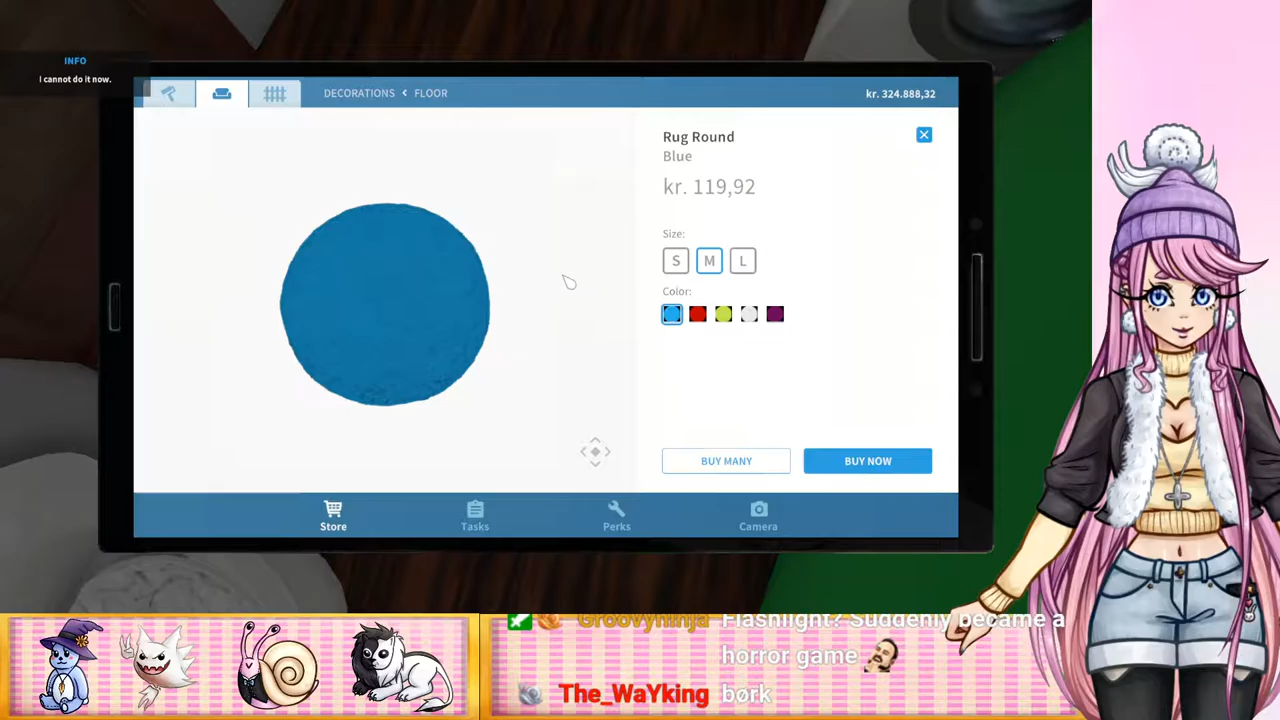 INFO
I cannot do it now.
DECORATIONS < FLOOR
kr. 324.888,32
Rug Round
Blue
kr. 119,92
Size:
S M L
Color:
BUY MANY
BUY NOW
Store
Tasks
Perks
Camera
Groovyninja Flashlight? Suddenly became a
horror game
The_WaYking børk